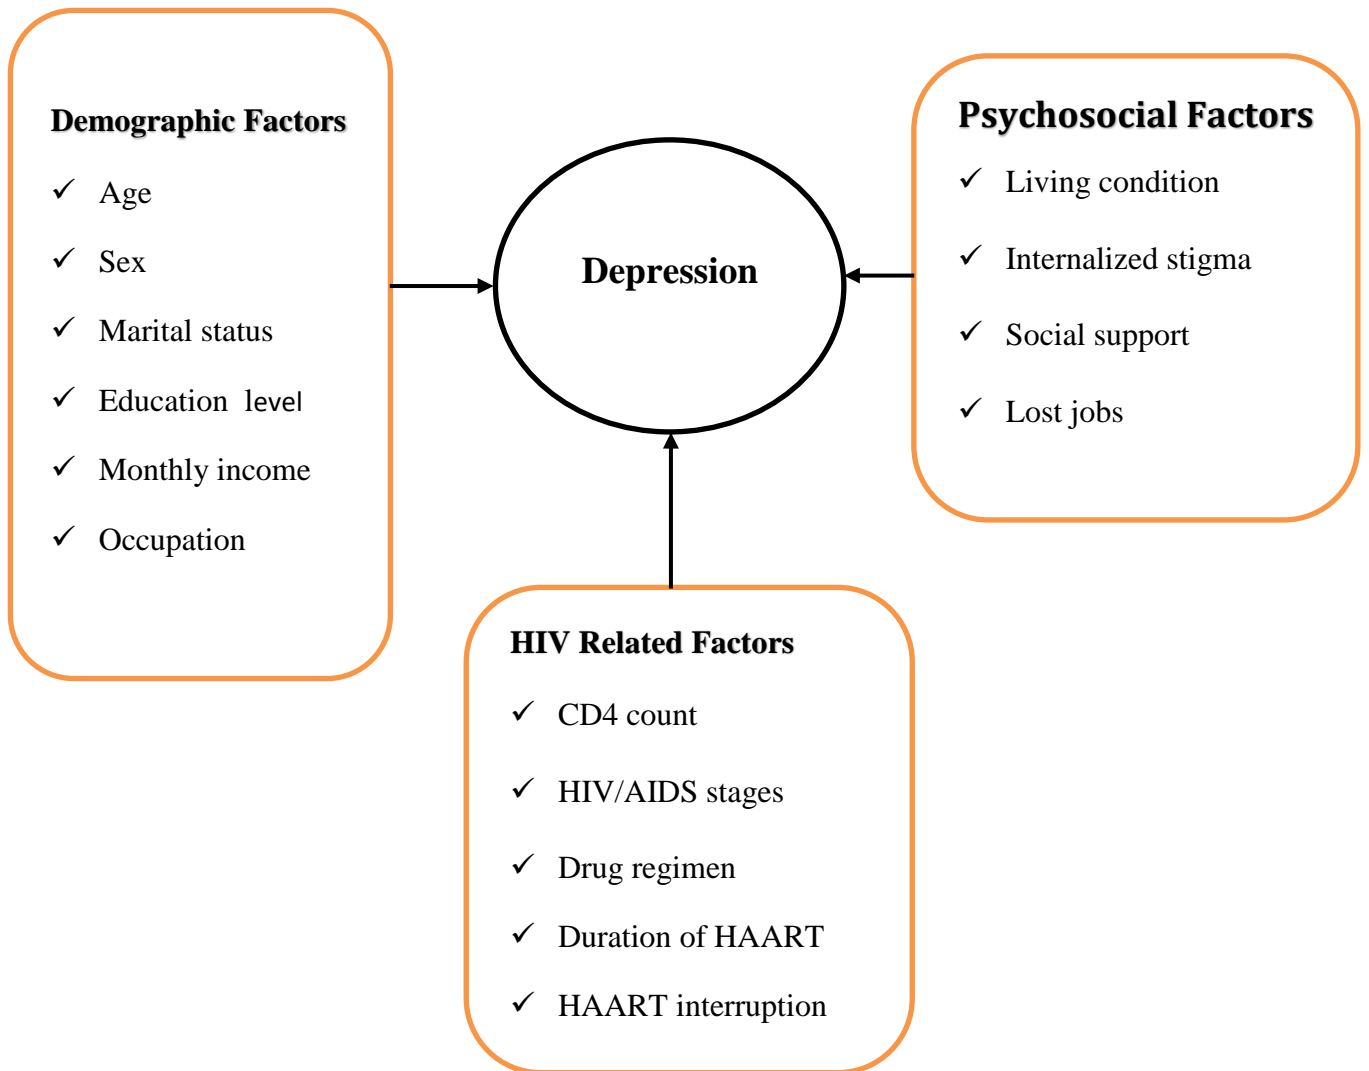 Demographic Factors
✓ Age
✓ Sex
✓ Marital status
✓ Education level
✓ Monthly income
✓ Occupation
Depression
Psychosocial Factors
✓ Living condition
✓ Internalized stigma
✓ Social support
✓ Lost jobs
HIV Related Factors
✓ CD4 count
✓ HIV/AIDS stages
✓ Drug regimen
✓ Duration of HAART
✓ HAART interruption